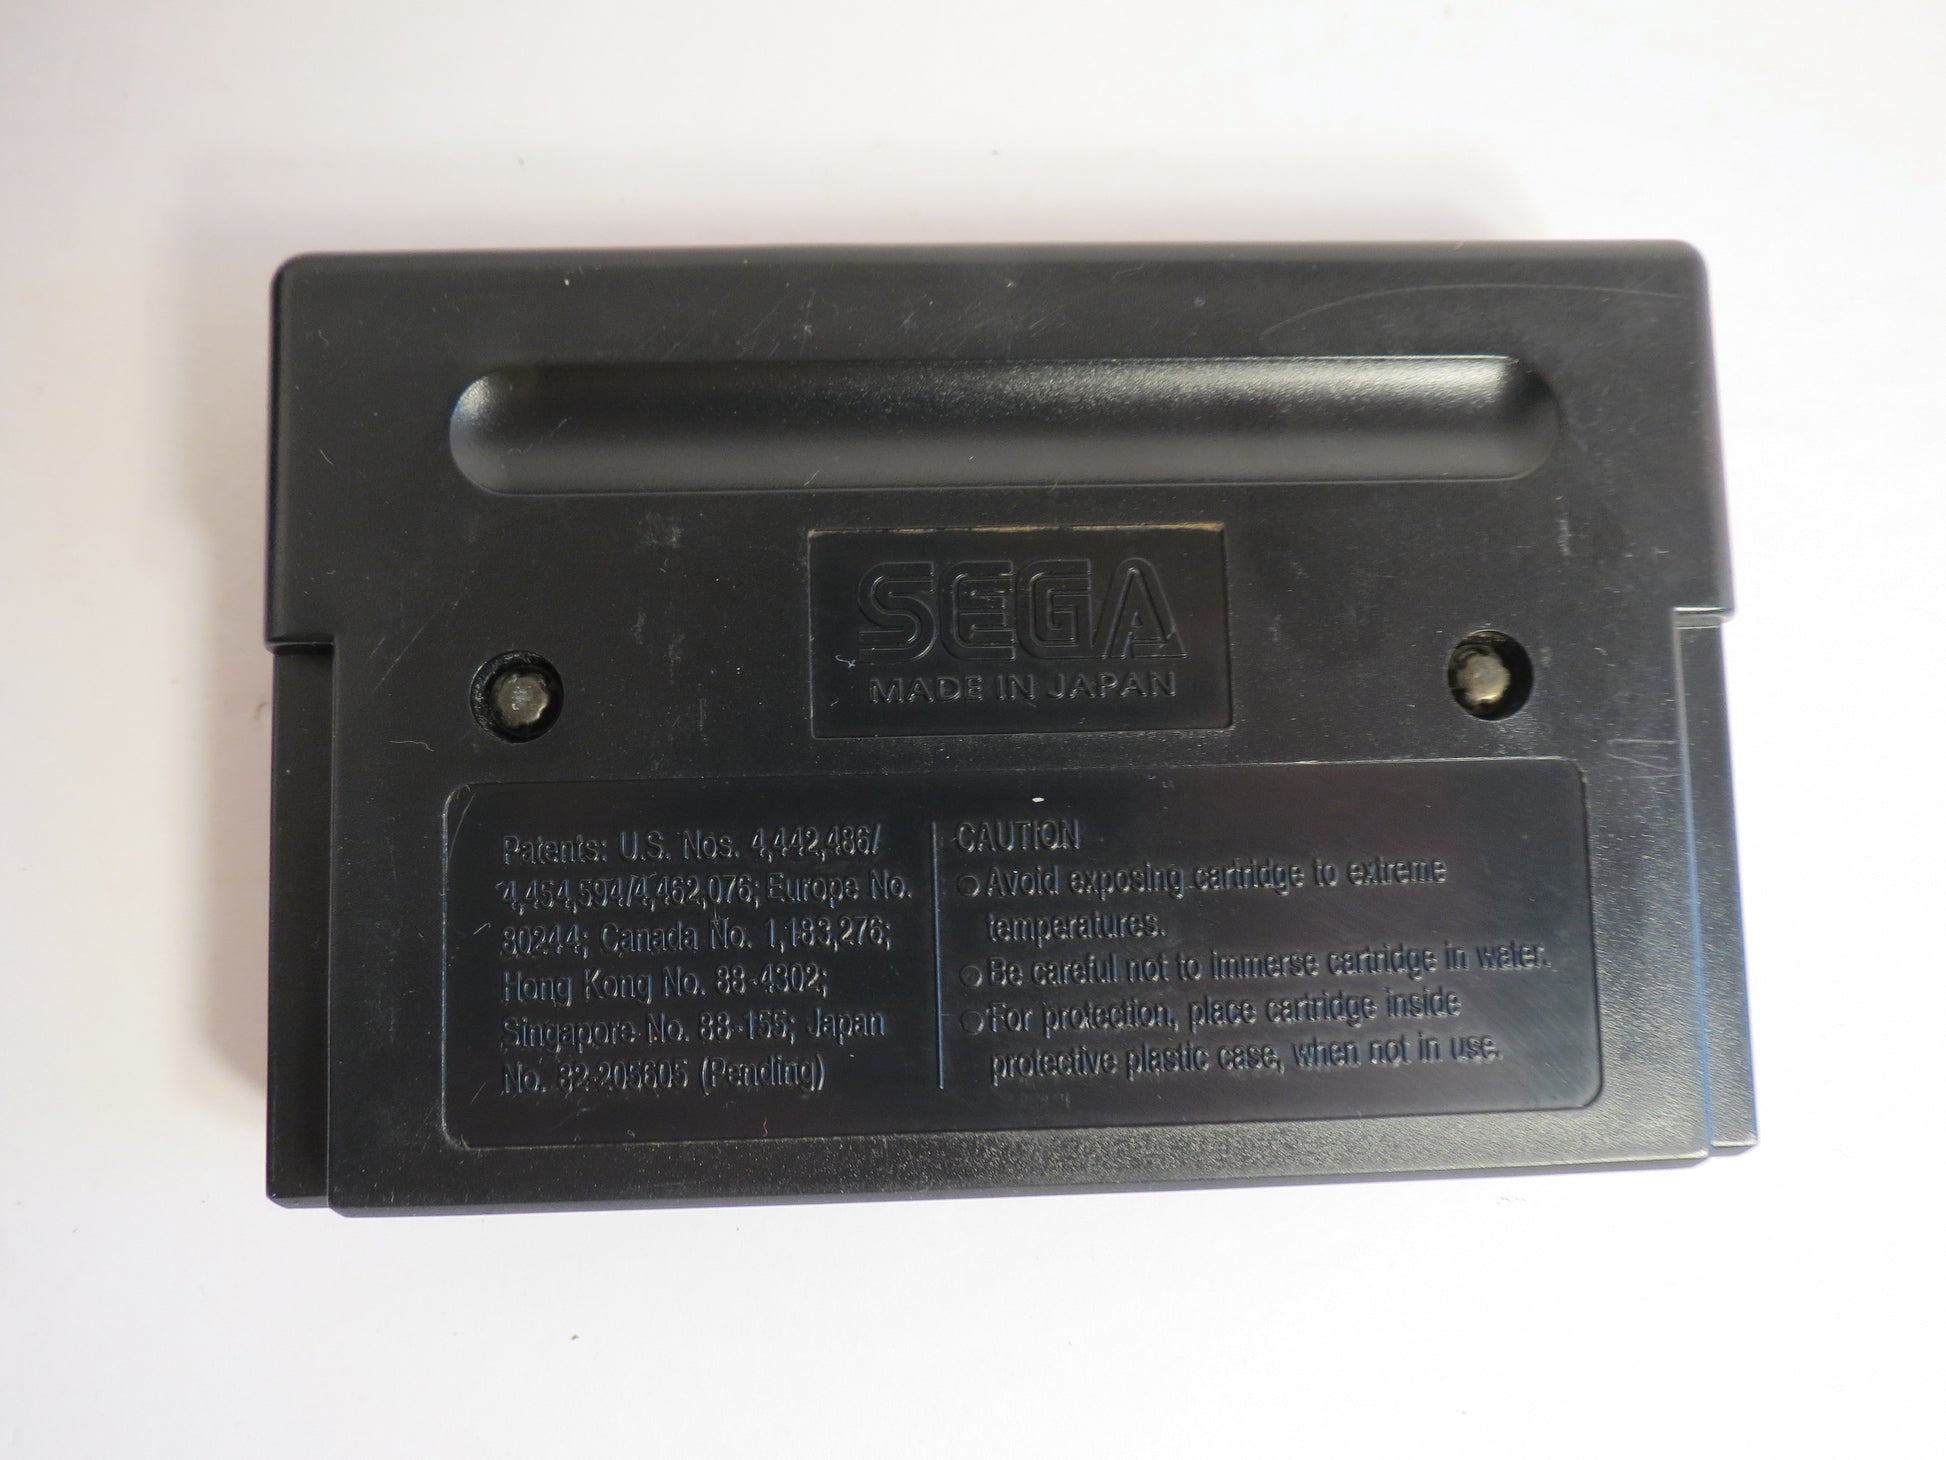 SEGA
MADE IN JAPAN
Patents: U.S. Nos. 4,442,486/
4,454,594/4,462,076; Europe No.
80244; Canada No. 1,183,276;
Hong Kong No. 88-4302;
Singapore No. 88-155; Japan
No. 82-205605 (Pending)
CAUTION
○ Avoid exposing cartridge to extreme
temperatures.
○ Be careful not to immerse cartridge in water.
○ For protection, place cartridge inside
protective plastic case, when not in use.